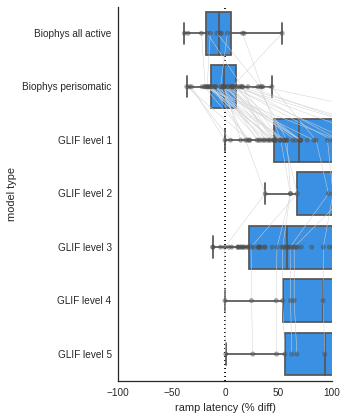 Biophys all active
Biophys perisomatic
GLIF level 1
GLIF level 2
GLIF level 3
GLIF level 4
GLIF level 5
model type
−100 −50 0 50 100
ramp latency (% diff)